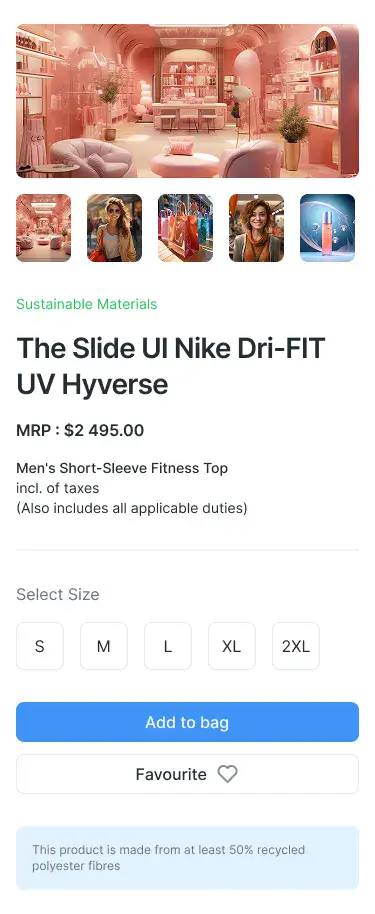 Sustainable Materials
The Slide UI Nike Dri-FIT
UV Hyverse
MRP : $2 495.00
Men's Short-Sleeve Fitness Top
incl. of taxes
(Also includes all applicable duties)
Select Size
S M L XL 2XL
Add to bag
Favourite
This product is made from at least 50% recycled
polyester fibres